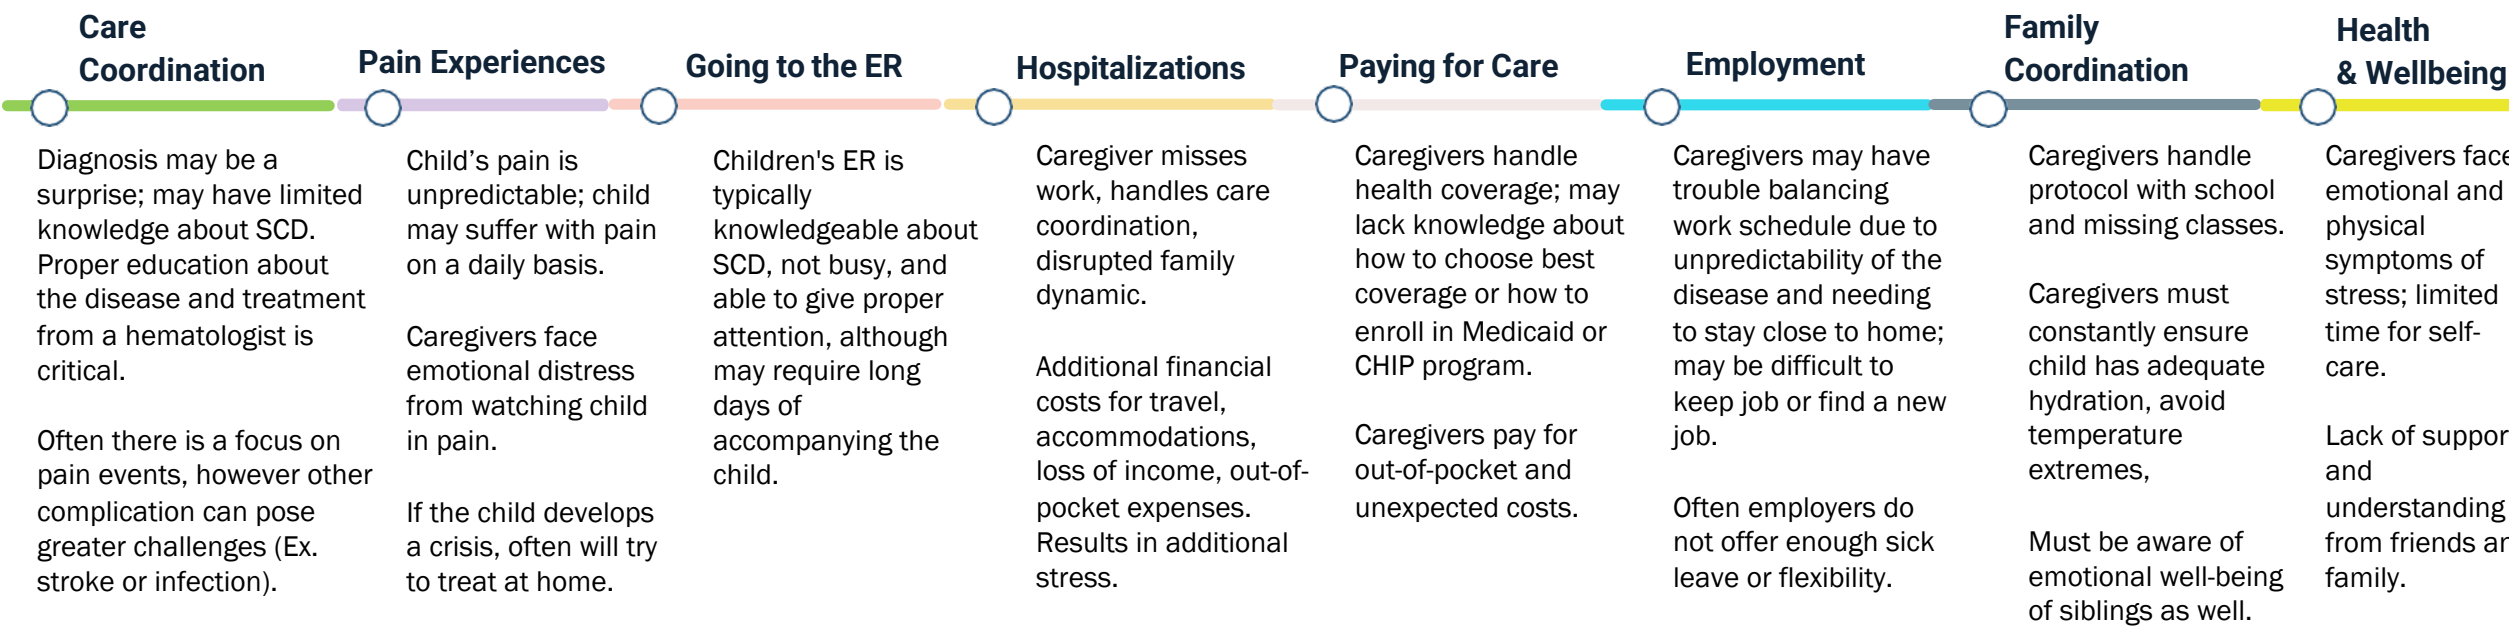 Care
Coordination
Diagnosis may be a
surprise; may have limited
knowledge about SCD.
Proper education about
the disease and treatment
from a hematologist is
critical.
Often there is a focus on
pain events, however other
complication can pose
greater challenges (Ex.
stroke or infection).
Pain Experiences
Child’s pain is
unpredictable; child
may suffer with pain
on a daily basis.
Caregivers face
emotional distress
from watching child
in pain.
If the child develops
a crisis, often will try
to treat at home.
Going to the ER
Children's ER is
typically
knowledgeable about
SCD, not busy, and
able to give proper
attention, although
may require long
days of
accompanying the
child.
Hospitalizations
Caregiver misses
work, handles care
coordination,
disrupted family
dynamic.
Additional financial
costs for travel,
accommodations,
loss of income, out-of-
pocket expenses.
Results in additional
stress.
Paying for Care
Caregivers handle
health coverage; may
lack knowledge about
how to choose best
coverage or how to
enroll in Medicaid or
CHIP program.
Caregivers pay for
out-of-pocket and
unexpected costs.
Employment
Caregivers may have
trouble balancing
work schedule due to
unpredictability of the
disease and needing
to stay close to home;
may be difficult to
keep job or find a new
job.
Often employers do
not offer enough sick
leave or flexibility.
Family
Coordination
Caregivers handle
protocol with school
and missing classes.
Caregivers must
constantly ensure
child has adequate
hydration, avoid
temperature
extremes,
Must be aware of
emotional well-being
of siblings as well.
Health
& Wellbeing
Caregivers face
emotional and
physical
symptoms of
stress; limited
time for self-
care.
Lack of suppor
and
understanding
from friends an
family.